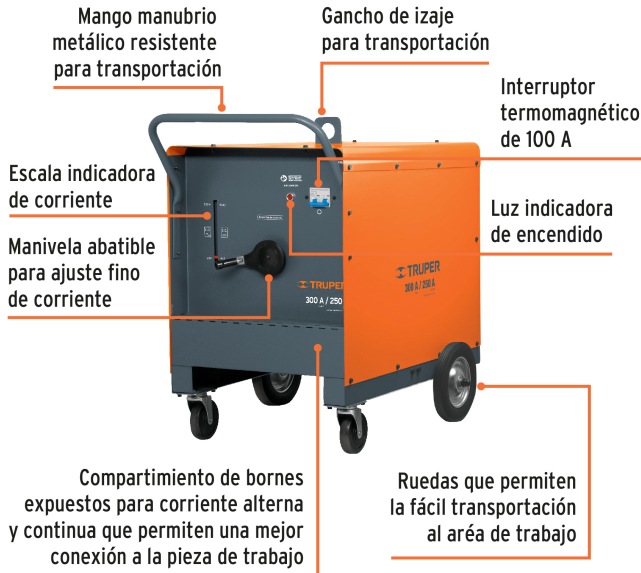 Mango manubrio
metálico resistente
para transportación
Gancho de izaje
para transportación
Interruptor
termomagnético
de 100 A
Escala indicadora
de corriente
Luz indicadora
de encendido
Manivela abatible
para ajuste fino
de corriente
TRUPER
300 A / 250
TRUPER
300 A / 250 A
Compartimiento de bornes
expuestos para corriente alterna
y continua que permiten una mejor
conexión a la pieza de trabajo
Ruedas que permiten
la fácil transportación
al aréa de trabajo